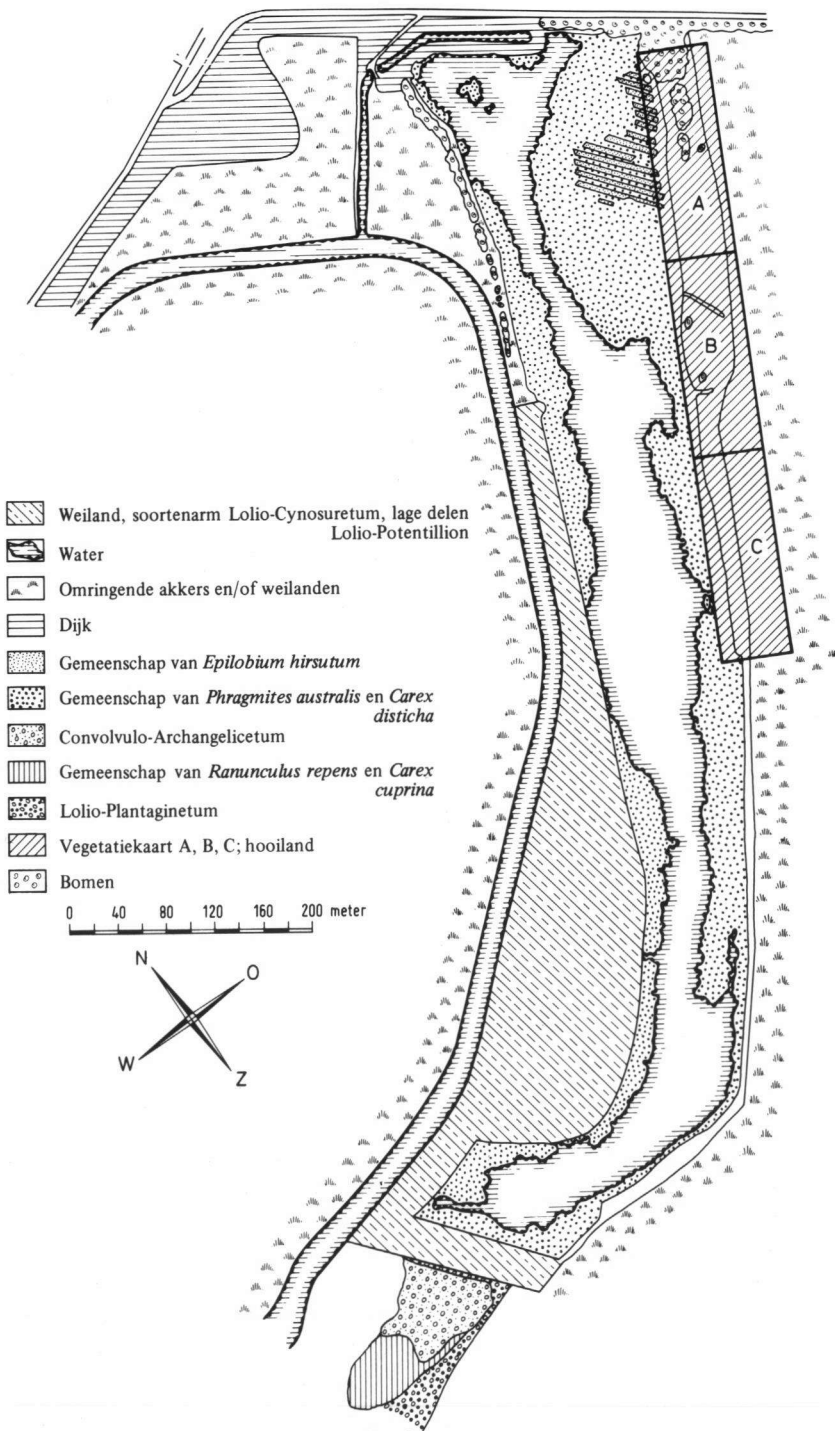 A
B
C
Weiland, soortenarm Lolio-Cynosuretum, lage delen
Lolio-Potentillion
Water
Omringende akkers en/of weilanden
Dijk
Gemeenschap van Epilobium hirsutum
Gemeenschap van Phragmites australis en Carex
disticha
Convolvulo-Archangelicetum
Gemeenschap van Ranunculus repens en Carex
cuprina
Lolio-Plantaginetum
Vegetatiekaart A, B, C; hooiland
Bomen
0 40 80 120 160 200 meter
N
O
W
Z